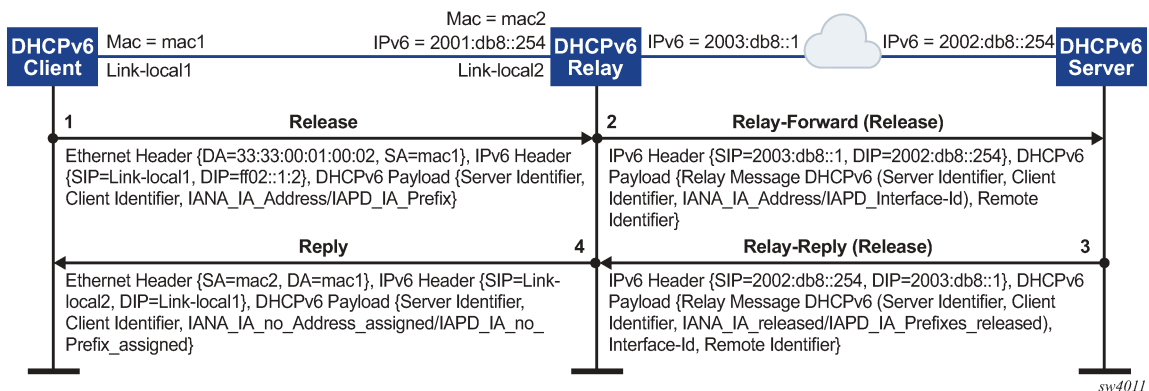 Mac = mac2
DHCPv6
Client
Mac = mac1
Link-local1
IPv6 = 2001:db8::254
Link-local2
DHCPv6
Relay
IPv6 = 2003:db8::1
IPv6 = 2002:db8::254
DHCPv6
Server
1
Release
Ethernet Header {DA=33:33:00:01:00:02, SA=mac1}, IPv6 Header
{SIP=Link-local1, DIP=ff02::1:2}, DHCPv6 Payload {Server Identifier,
Client Identifier, IANA_IA_Address/IAPD_IA_Prefix}
2
Relay-Forward (Release)
IPv6 Header {SIP=2003:db8::1, DIP=2002:db8::254}, DHCPv6
Payload {Relay Message DHCPv6 (Server Identifier, Client
Identifier, IANA_IA_Address/IAPD_Interface-Id), Remote
Identifier}
Reply
4
Ethernet Header {SA=mac2, DA=mac1}, IPv6 Header {SIP=Link-
local2, DIP=Link-local1}, DHCPv6 Payload {Server Identifier,
Client Identifier, IANA_IA_no_Address_assigned/IAPD_IA_no_
Prefix_assigned}
Relay-Reply (Release)
3
IPv6 Header {SIP=2002:db8::254, DIP=2003:db8::1}, DHCPv6
Payload {Relay Message DHCPv6 (Server Identifier, Client
Identifier, IANA_IA_released/IAPD_IA_Prefixes_released),
Interface-Id, Remote Identifier}
sw4011